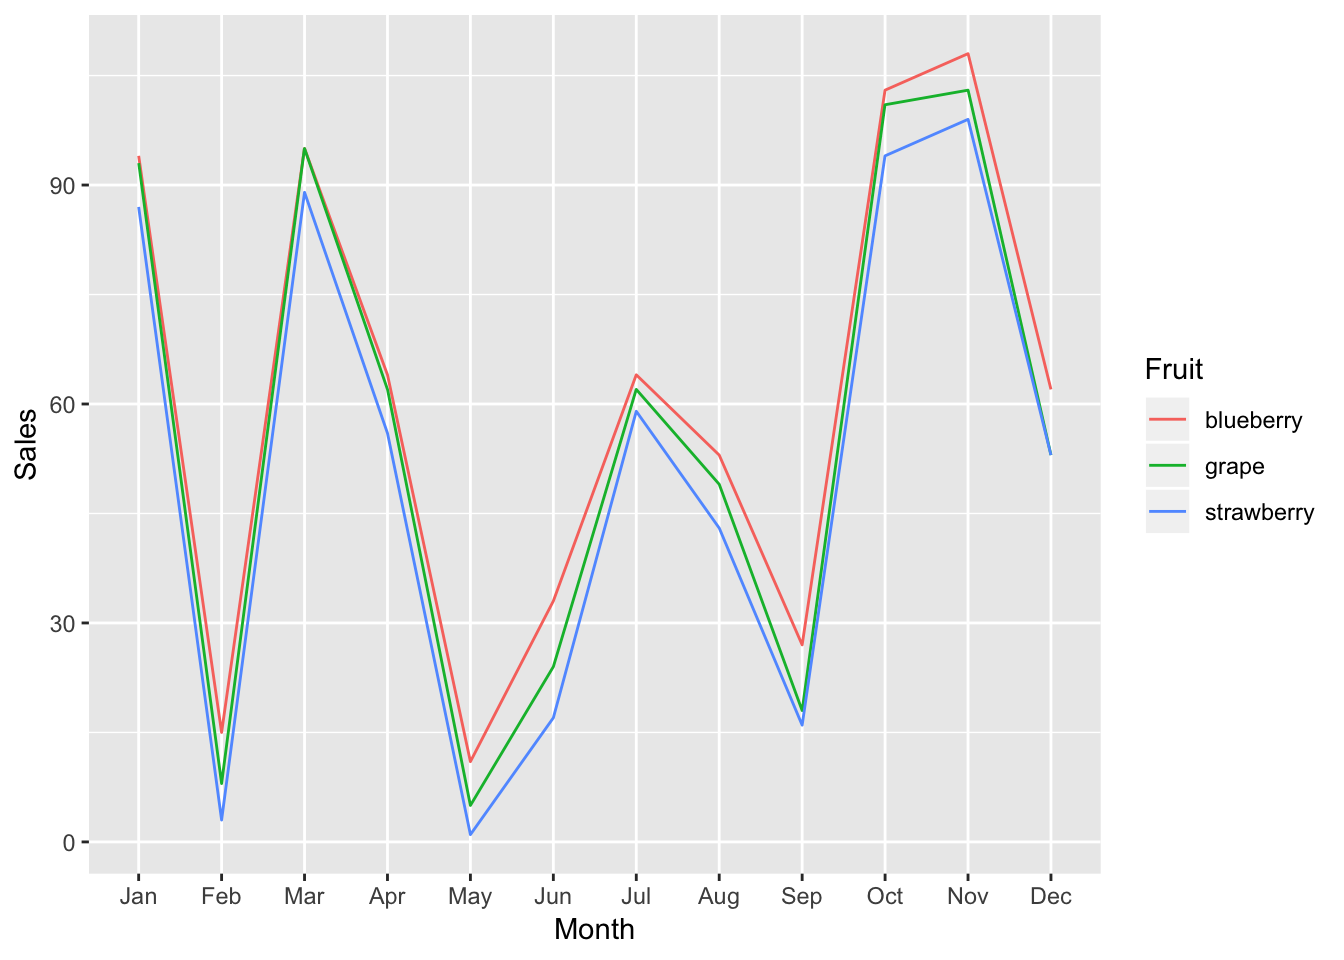 Sales
90
60
30
0
Jan Feb Mar Apr May Jun Jul Aug Sep Oct Nov Dec
Month
Fruit
blueberry
grape
strawberry